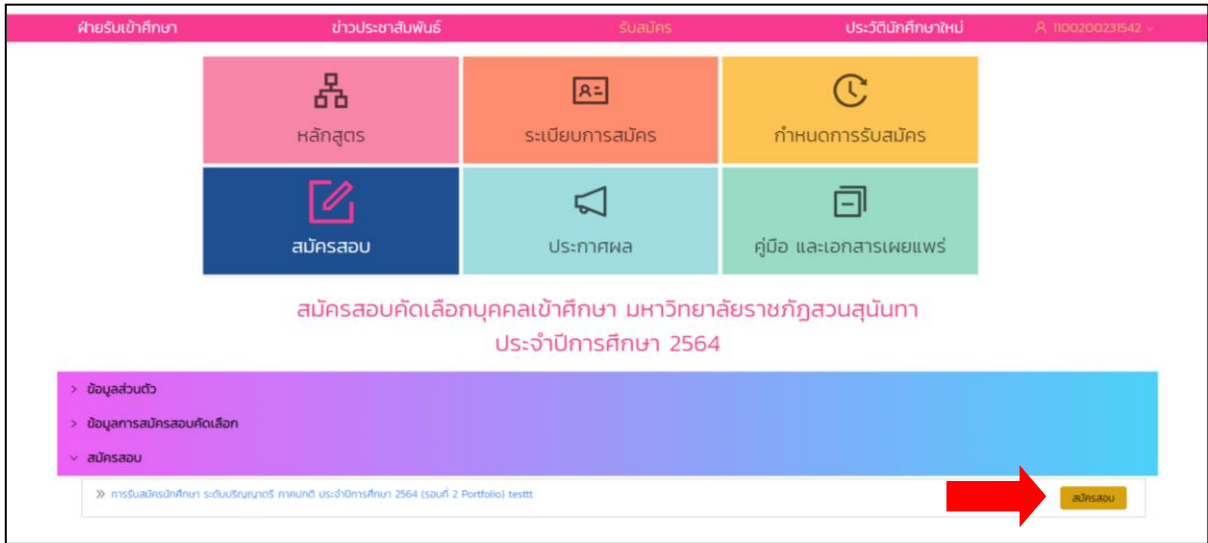 ฝ่ายรับเข้าศึกษา ข่าวประชาสัมพันธ์ รับสมัคร ประวัตินักศึกษาใหม่ 1100200231542
หลักสูตร ระเบียบการสมัคร กำหนดการรับสมัคร
สมัครสอบ ประกาศผล คู่มือ และเอกสารเผยแพร่
สมัครสอบคัดเลือกบุคคลเข้าศึกษา มหาวิทยาลัยราชภัฏสวนสุนันทา
ประจำปีการศึกษา 2564
> ข้อมูลส่วนตัว
> ข้อมูลการสมัครสอบคัดเลือก
สมัครสอบ
» การรับสมัครนักศึกษา ระดับปริญญาตรี ภาคปกติ ประจำปีการศึกษา 2564 (รอบที่ 2 Portfolio) testtt สมัครสอบ